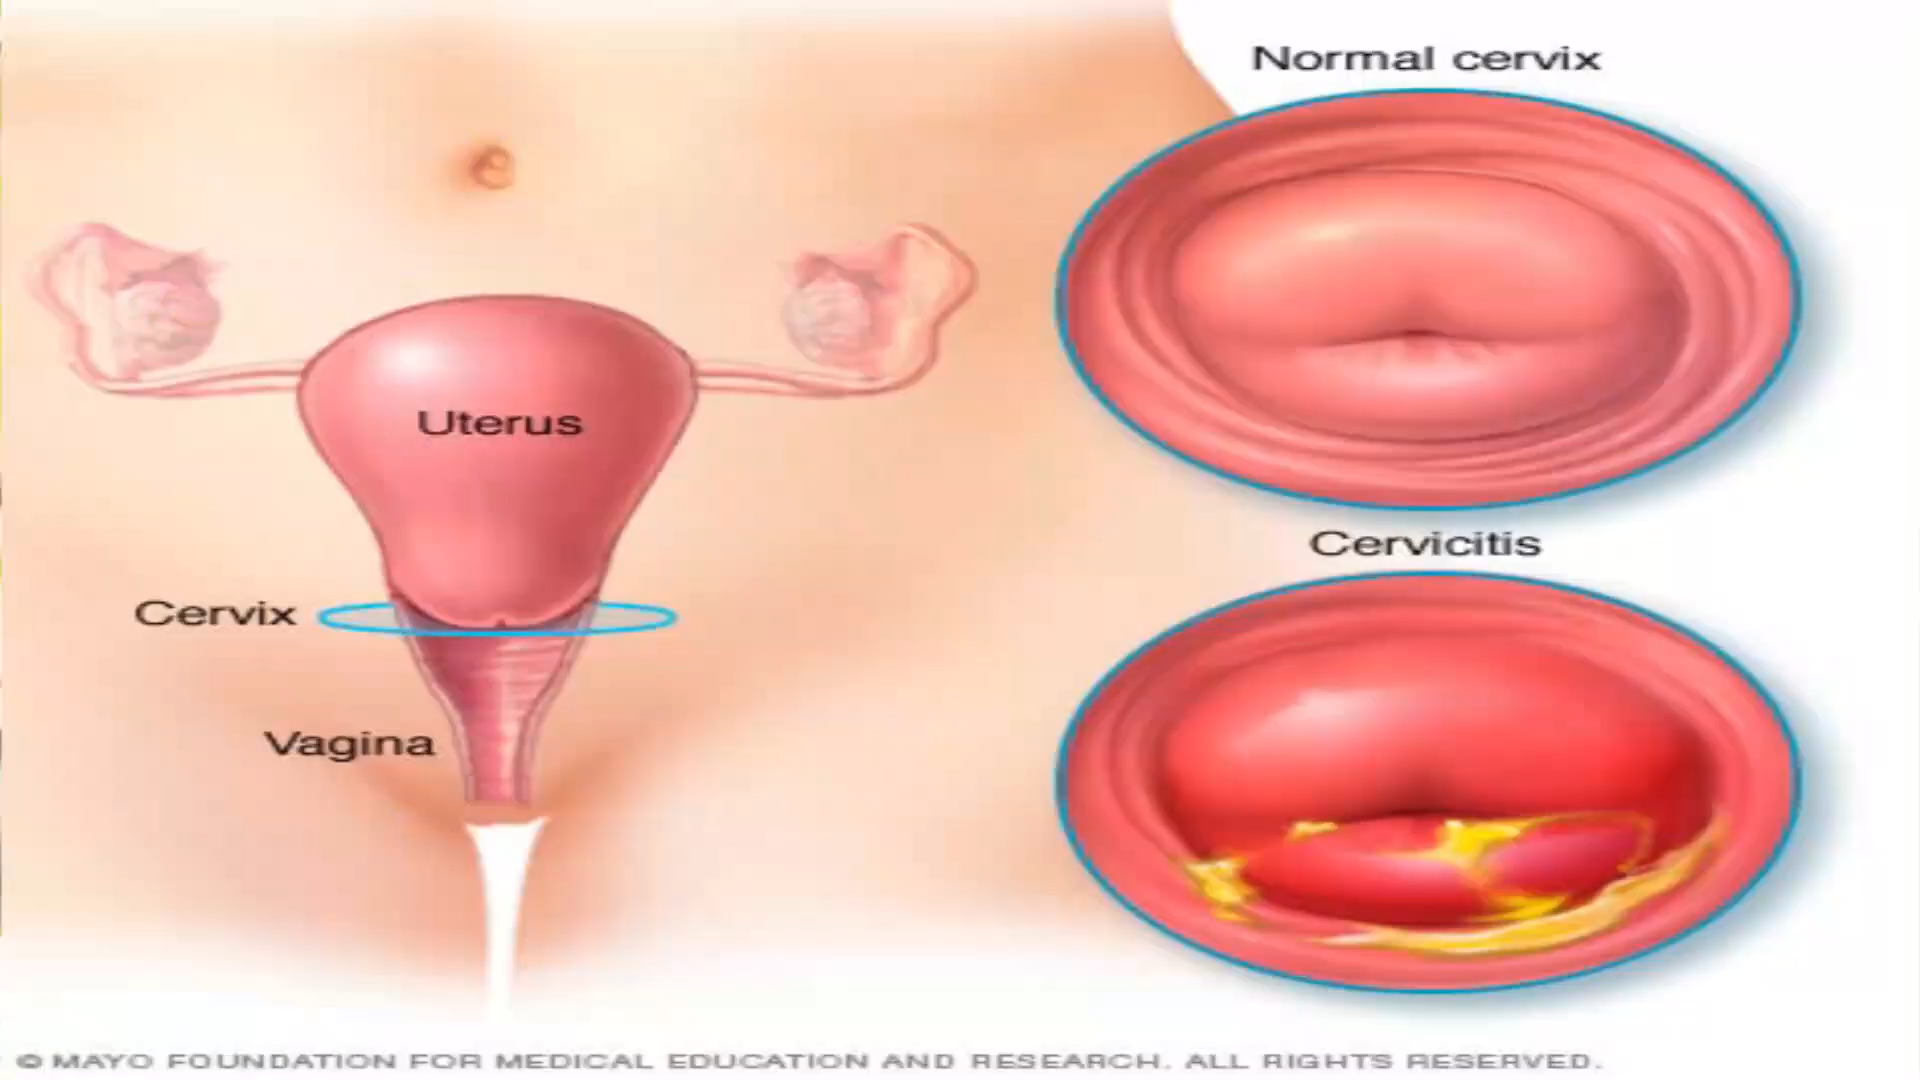 Normal cervix
Uterus
Cervicitis
Cervix
Vagina
© MAYO FOUNDATION FOR MEDICAL EDUCATION AND RESEARCH. ALL RIGHTS RESERVED.